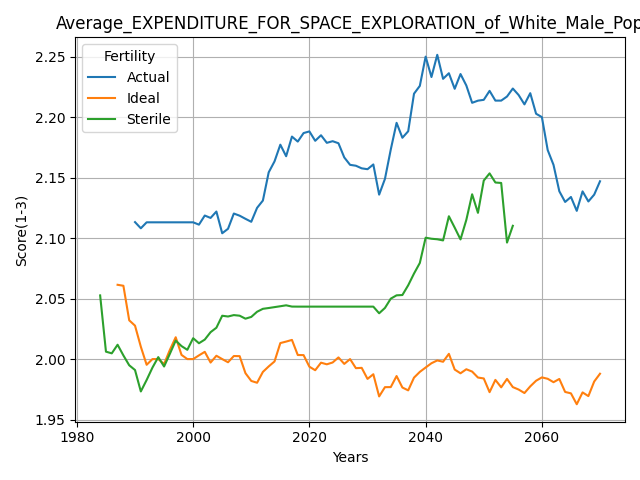 Average_EXPENDITURE_FOR_SPACE_EXPLORATION_of_White_Male_Pop
Fertility
Actual
Ideal
Sterile
Score(1-3)
2.25
2.20
2.15
2.10
2.05
2.00
1.95
1980 2000 2020 2040 2060
Years